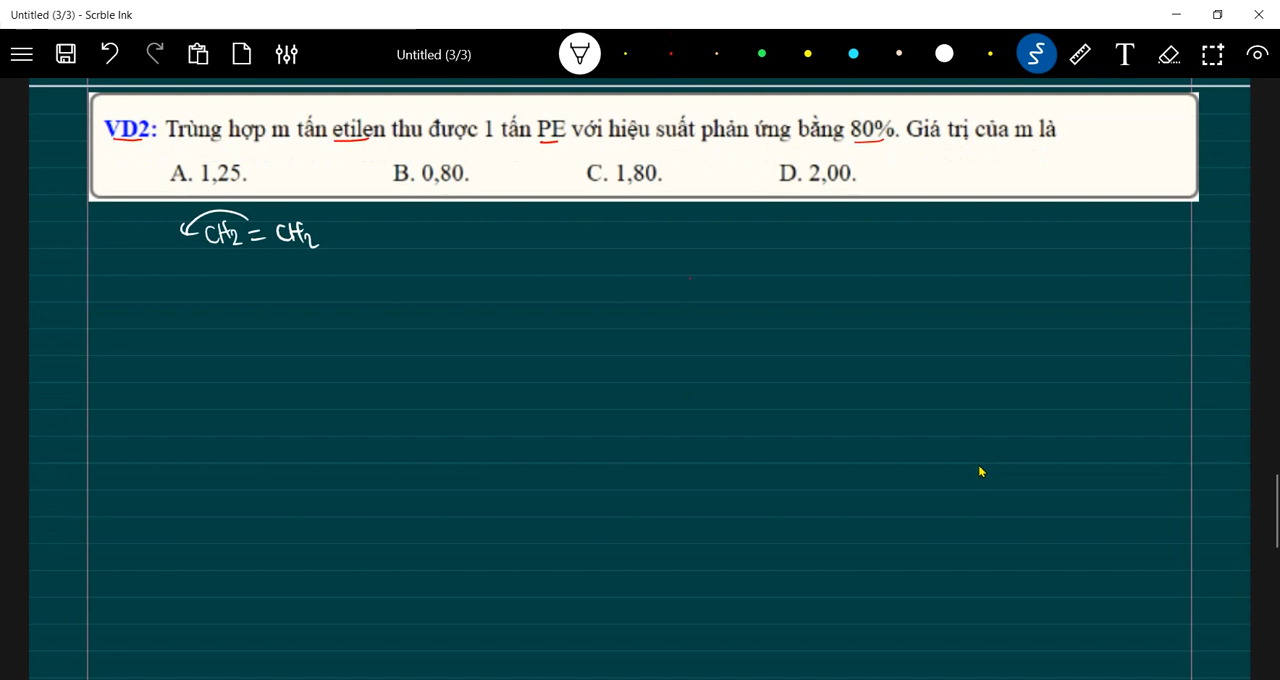 Untitled (3/3) - Scrble Ink
Untitled (3/3)
VD2: Trùng hợp m tấn etilen thu được 1 tấn PE với hiệu suất phản ứng bằng 80%. Giá trị của m là
A. 1,25. B. 0,80. C. 1,80. D. 2,00.
CH2 = CH2